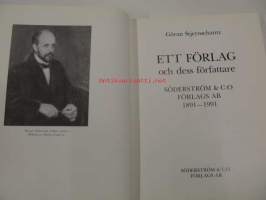 Göran Stjernschantz
ETT FÖRLAG
och dess författare
SÖDERSTRÖM & C:O
FÖRLAGS AB
1891—1991
SÖDERSTRÖM & C:O
FÖRLAGS AB